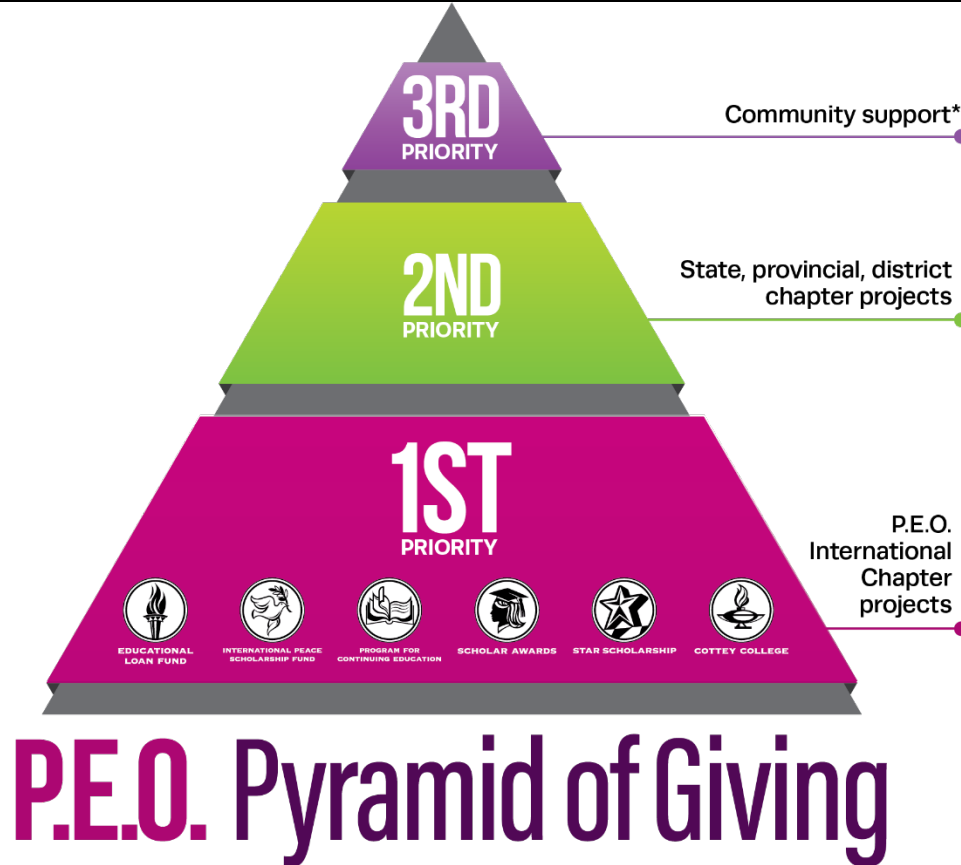 3RD
PRIORITY
Community support*
2ND
PRIORITY
State, provincial, district
chapter projects
1ST
PRIORITY
P.E.O.
International
Chapter
projects
EDUCATIONAL
LOAN FUND
INTERNATIONAL PEACE
SCHOLARSHIP FUND
PROGRAM FOR
CONTINUING EDUCATION
SCHOLAR AWARDS
STAR SCHOLARSHIP
COTTEY COLLEGE
P.E.O. Pyramid of Giving